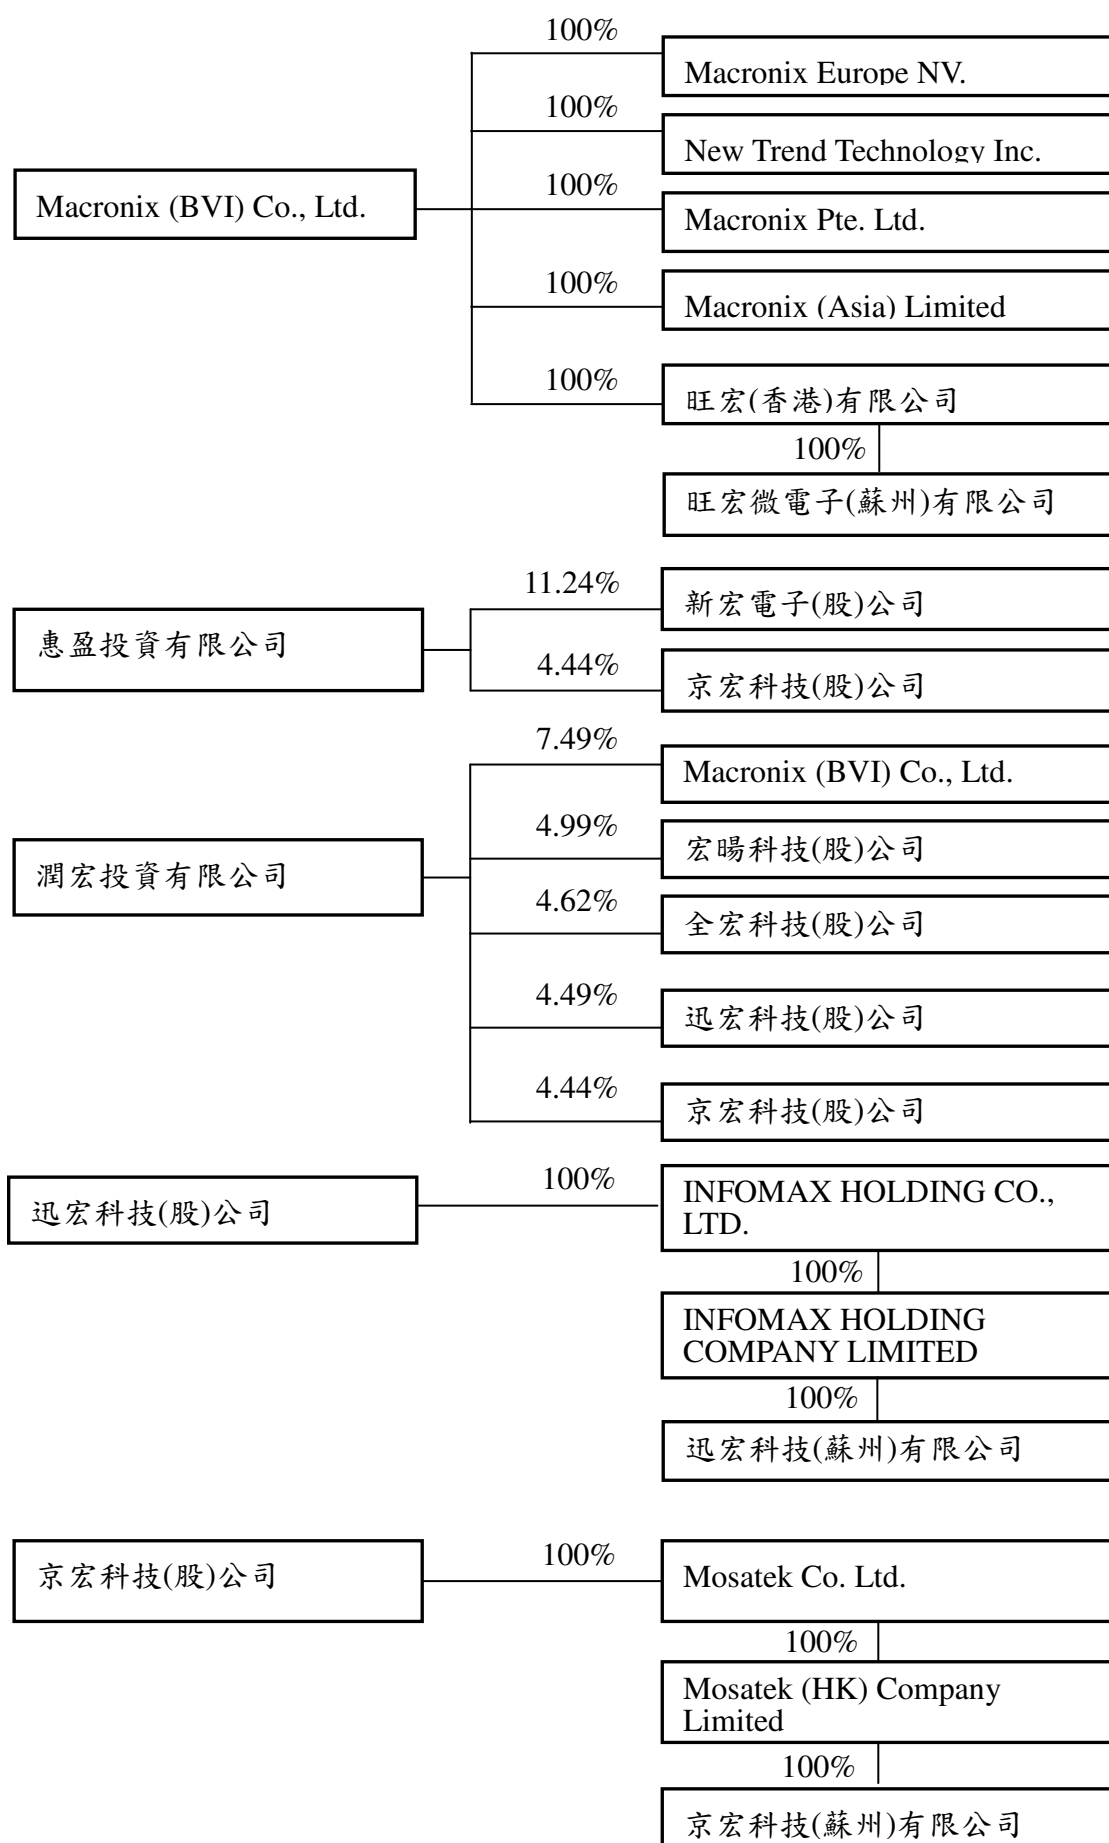 100%
Macronix Europe NV.
100%
New Trend Technology Inc.
100%
Macronix (BVI) Co., Ltd.
Macronix Pte. Ltd.
100%
Macronix (Asia) Limited
100%
旺宏(香港)有限公司
100%
旺宏微電子(蘇州)有限公司
11.24%
新宏電子(股)公司
惠盈投資有限公司
4.44%
京宏科技(股)公司
7.49%
Macronix (BVI) Co., Ltd.
4.99%
宏暘科技(股)公司
潤宏投資有限公司
4.62%
全宏科技(股)公司
4.49%
迅宏科技(股)公司
4.44%
京宏科技(股)公司
100%
迅宏科技(股)公司
INFOMAX HOLDING CO.,
LTD.
100%
INFOMAX HOLDING
COMPANY LIMITED
100%
迅宏科技(蘇州)有限公司
100%
京宏科技(股)公司
Mosatek Co. Ltd.
100%
Mosatek (HK) Company
Limited
100%
京宏科技(蘇州)有限公司